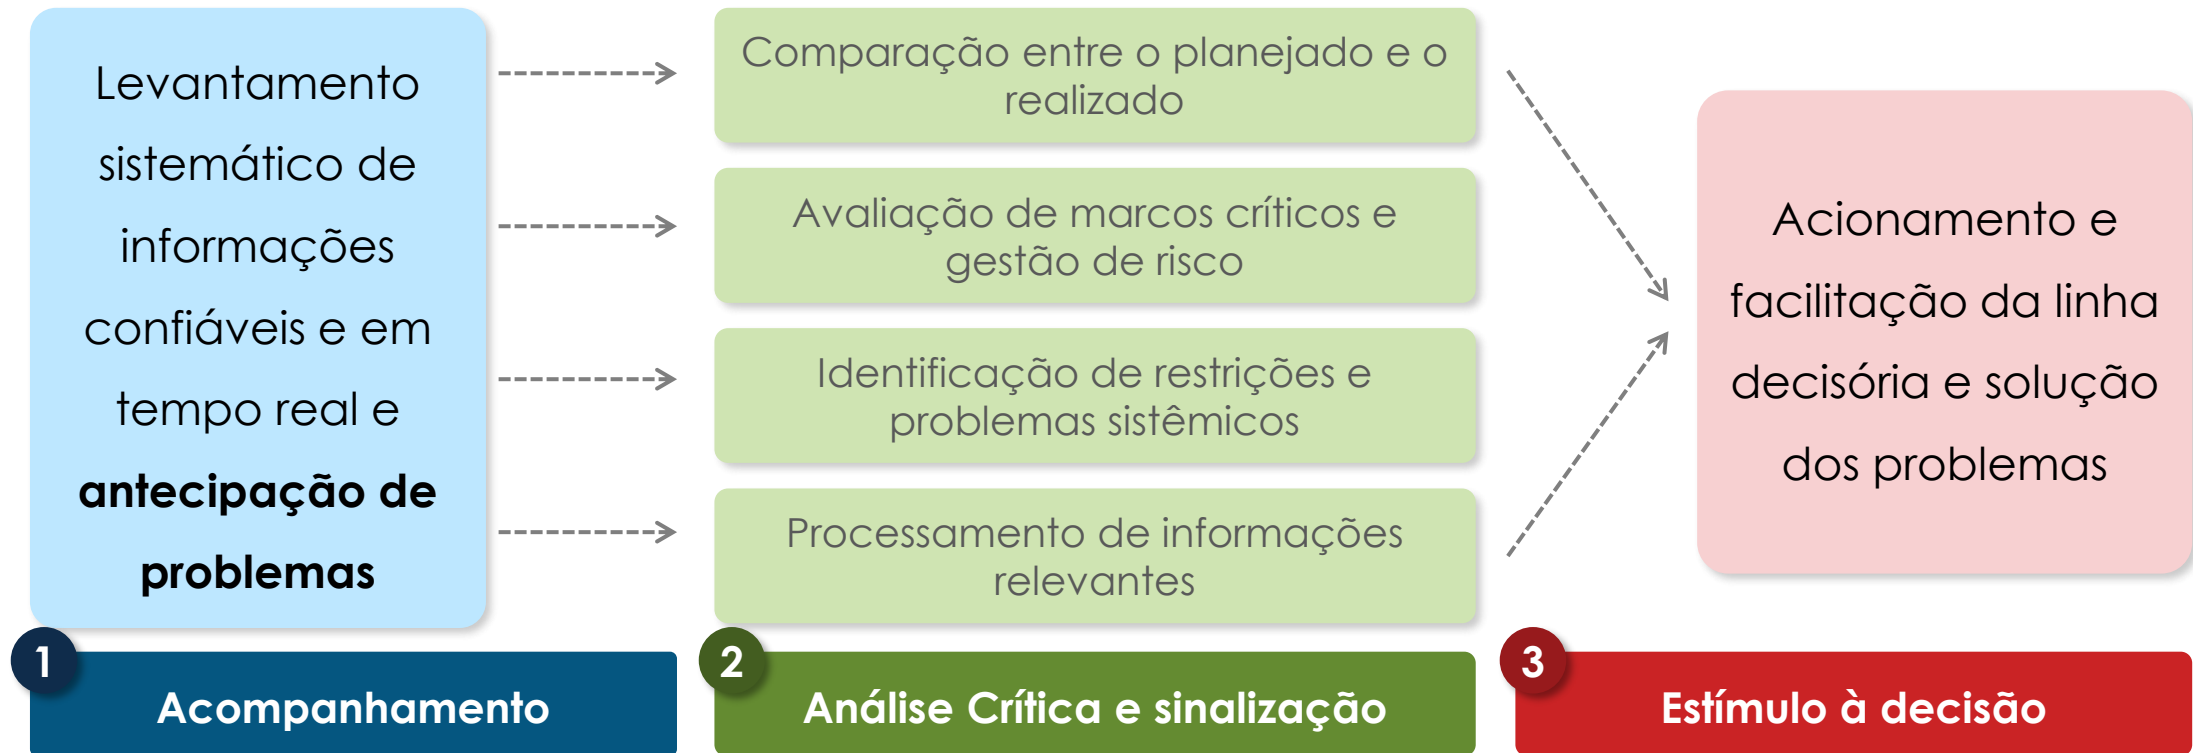 Levantamento
sistemático de
informações
confiáveis e em
tempo real e
antecipação de
problemas
1
Acompanhamento
Comparação entre o planejado e o
realizado
Avaliação de marcos críticos e
gestão de risco
Identificação de restrições e
problemas sistêmicos
Processamento de informações
relevantes
2
Análise Crítica e sinalização
Acionamento e
facilitação da linha
decisória e solução
dos problemas
3
Estímulo à decisão